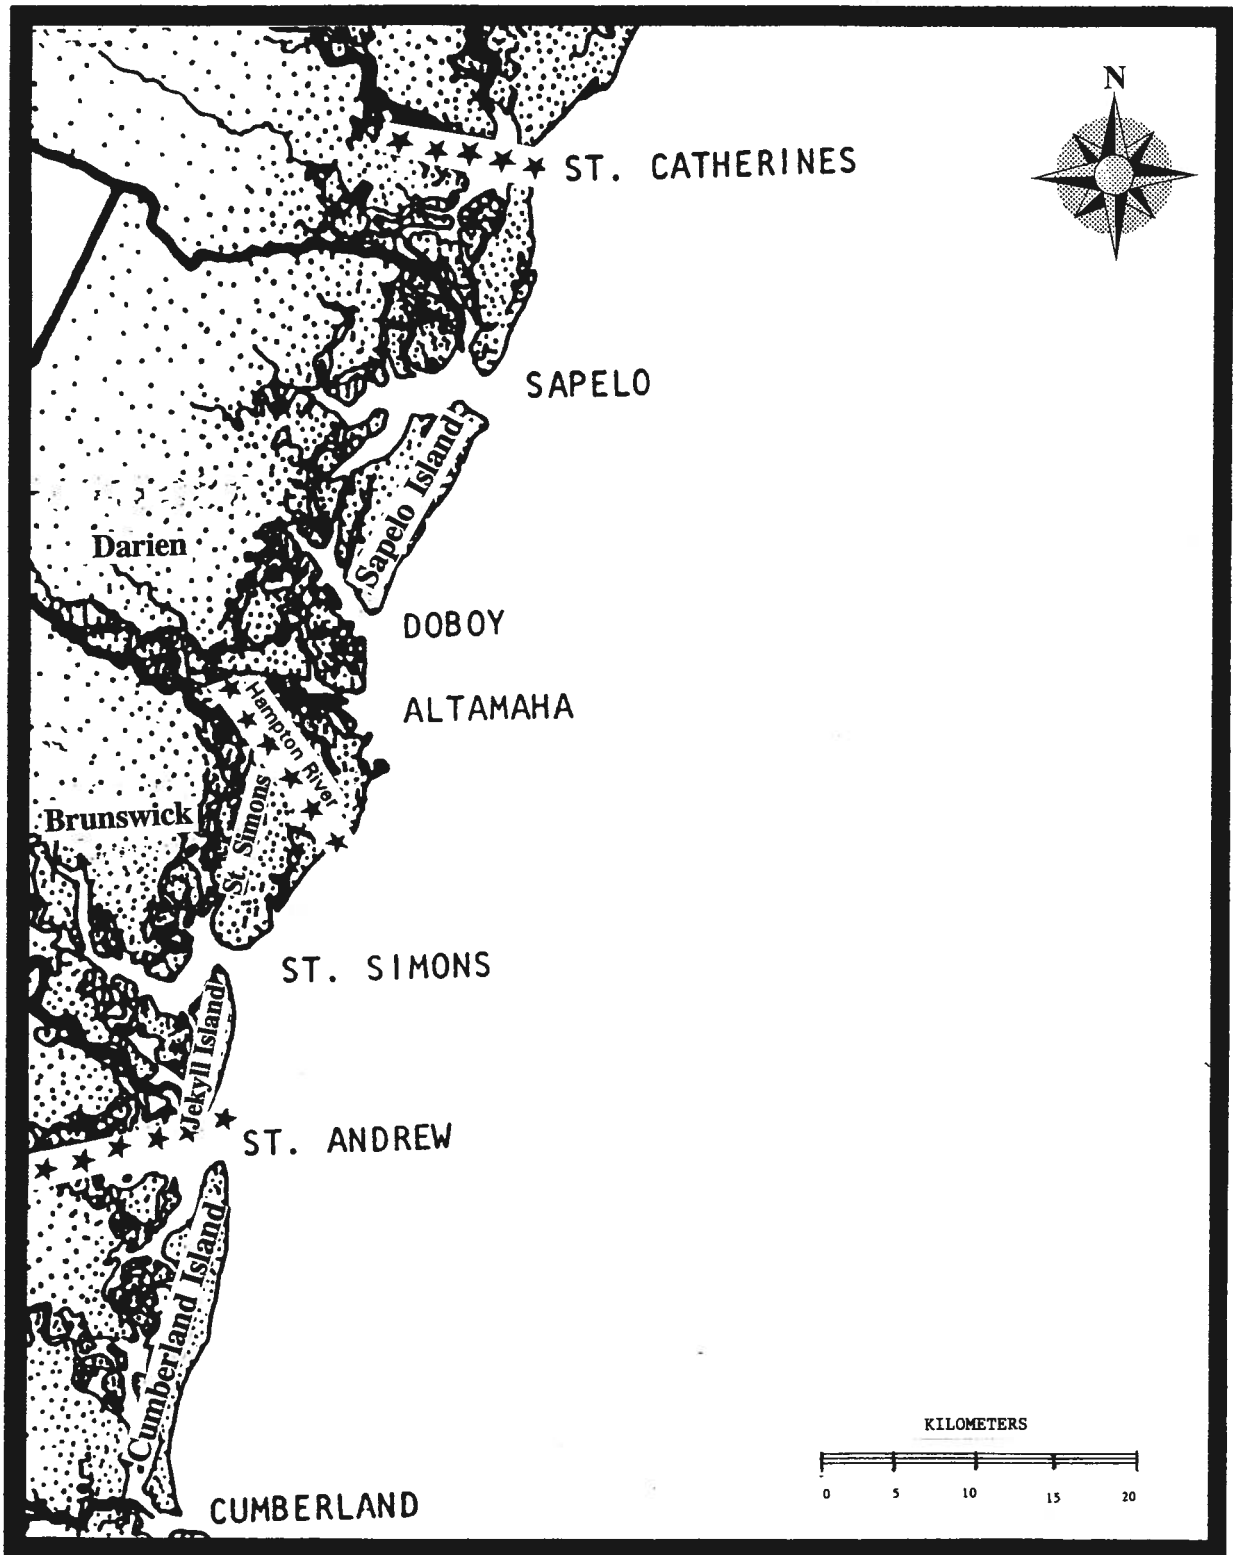 N
ST. CATHERINES
SAPELO
Sapelo Island
Darien
DOBOY
ALTAMAHA
Hampton River
St. Simons
Brunswick
ST. SIMONS
Jekyll Island
ST. ANDREW
Cumberland Island
KILOMETERS
0 5 10 15 20
CUMBERLAND